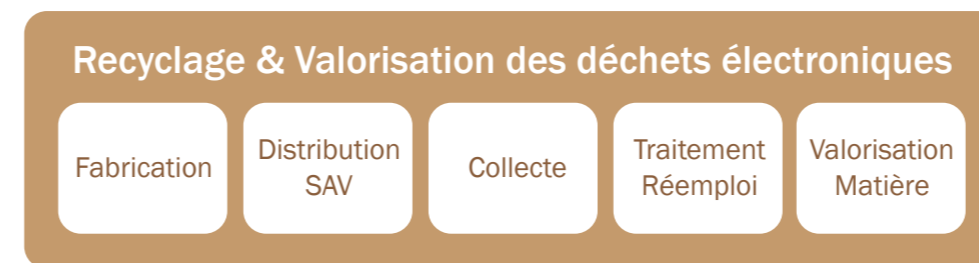 Recyclage & Valorisation des déchets électroniques
Fabrication
Distribution
SAV
Collecte
Traitement
Réemploi
Valorisation
Matière